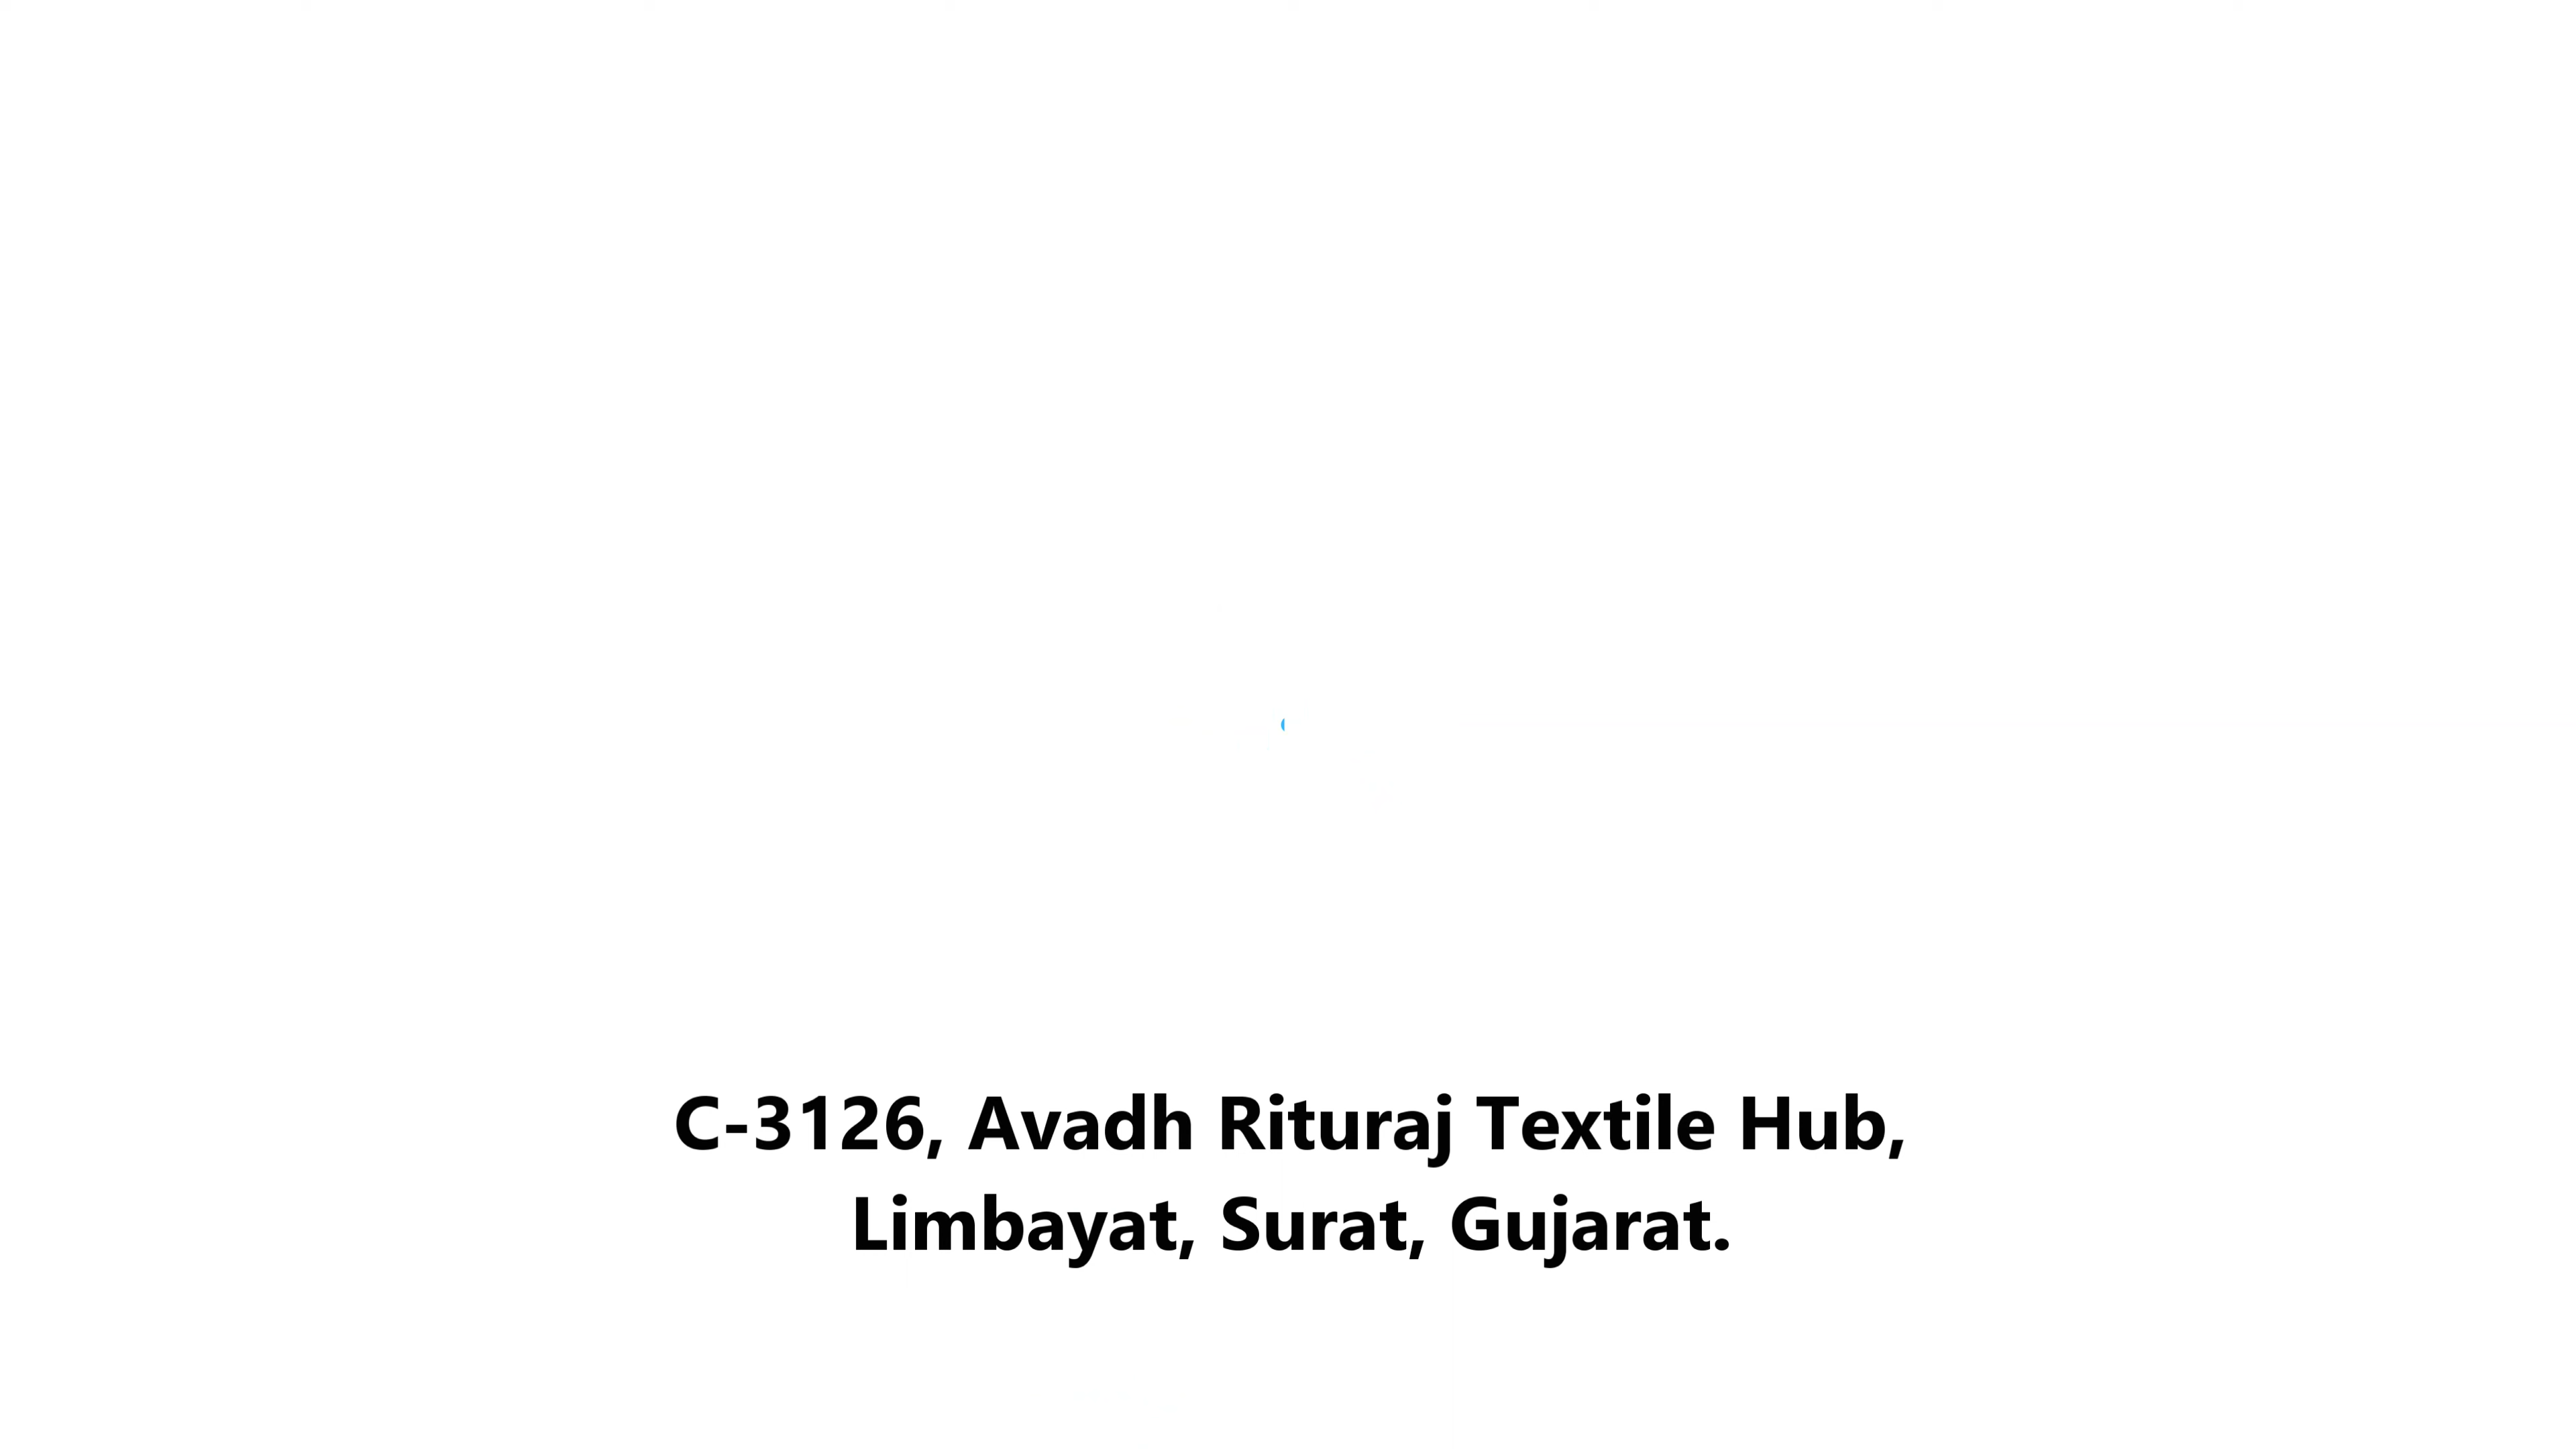 C-3126, Avadh Rituraj Textile Hub,
Limbayat, Surat, Gujarat.